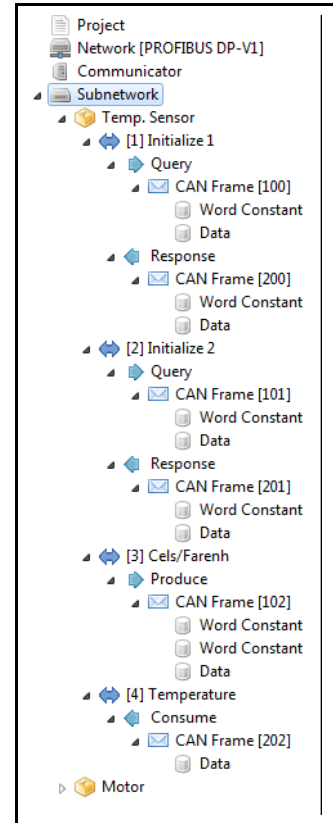 Project
Network [PROFIBUS DP-V1]
Communicator
Subnetwork
Temp. Sensor
[1] Initialize 1
Query
CAN Frame [100]
Word Constant
Data
Response
CAN Frame [200]
Word Constant
Data
[2] Initialize 2
Query
CAN Frame [101]
Word Constant
Data
Response
CAN Frame [201]
Word Constant
Data
[3] Cels/Farenh
Produce
CAN Frame [102]
Word Constant
Word Constant
Data
[4] Temperature
Consume
CAN Frame [202]
Data
Motor